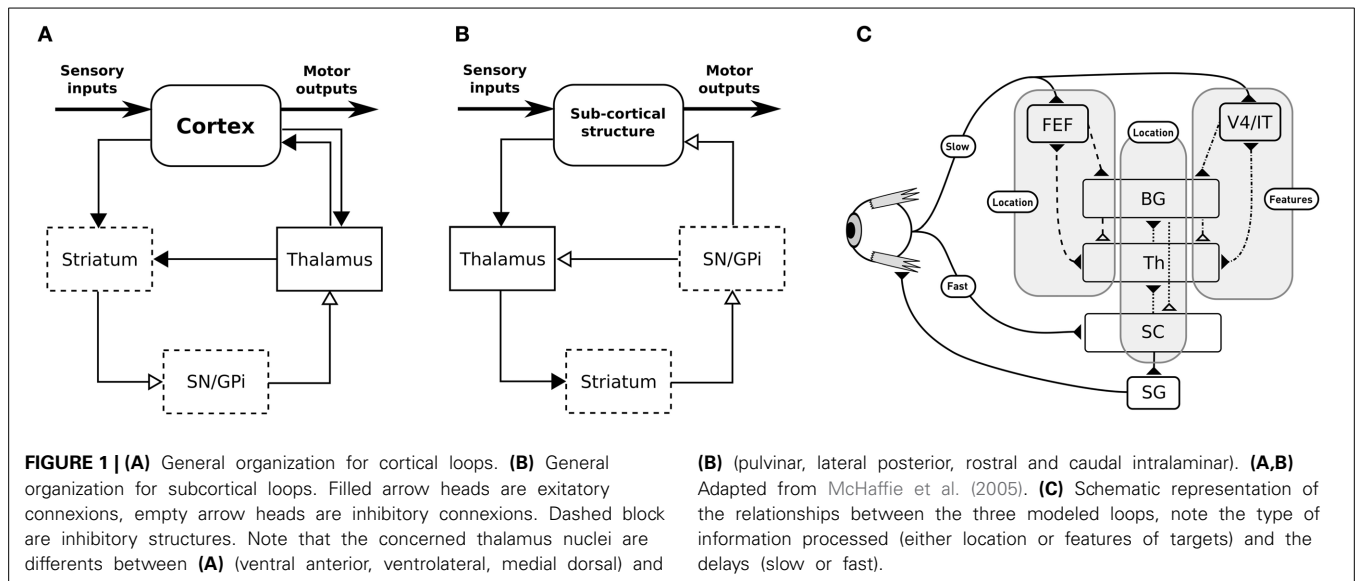 A
Sensory
inputs
Motor
outputs
Cortex
Striatum
Thalamus
SN/GPi
B
Sensory
inputs
Motor
outputs
Sub-cortical
structure
Thalamus
SN/GPi
Striatum
C
Slow
Fast
FEF
Location
V4/IT
Location
BG
Features
Th
SC
SG
FIGURE 1 | (A) General organization for cortical loops. (B) General
organization for subcortical loops. Filled arrow heads are exitatory
connexions, empty arrow heads are inhibitory connexions. Dashed block
are inhibitory structures. Note that the concerned thalamus nuclei are
differents between (A) (ventral anterior, ventrolateral, medial dorsal) and
(B) (pulvinar, lateral posterior, rostral and caudal intralaminar). (A,B)
Adapted from McHaffie et al. (2005). (C) Schematic representation of
the relationships between the three modeled loops, note the type of
information processed (either location or features of targets) and the
delays (slow or fast).